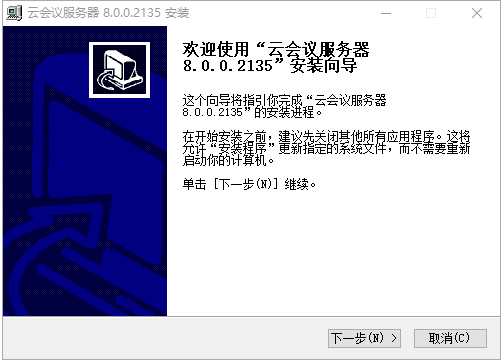 云会议服务器 8.0.0.2135 安装
欢迎使用“云会议服务器
8.0.0.2135”安装向导
这个向导将指引你完成“云会议服务器
8.0.0.2135”的安装进程。
在开始安装之前，建议先关闭其他所有应用程序。这将
允许“安装程序”更新指定的系统文件，而不需要重新
启动你的计算机。
单击 [下一步(N)] 继续。
下一步(N) >
取消(C)